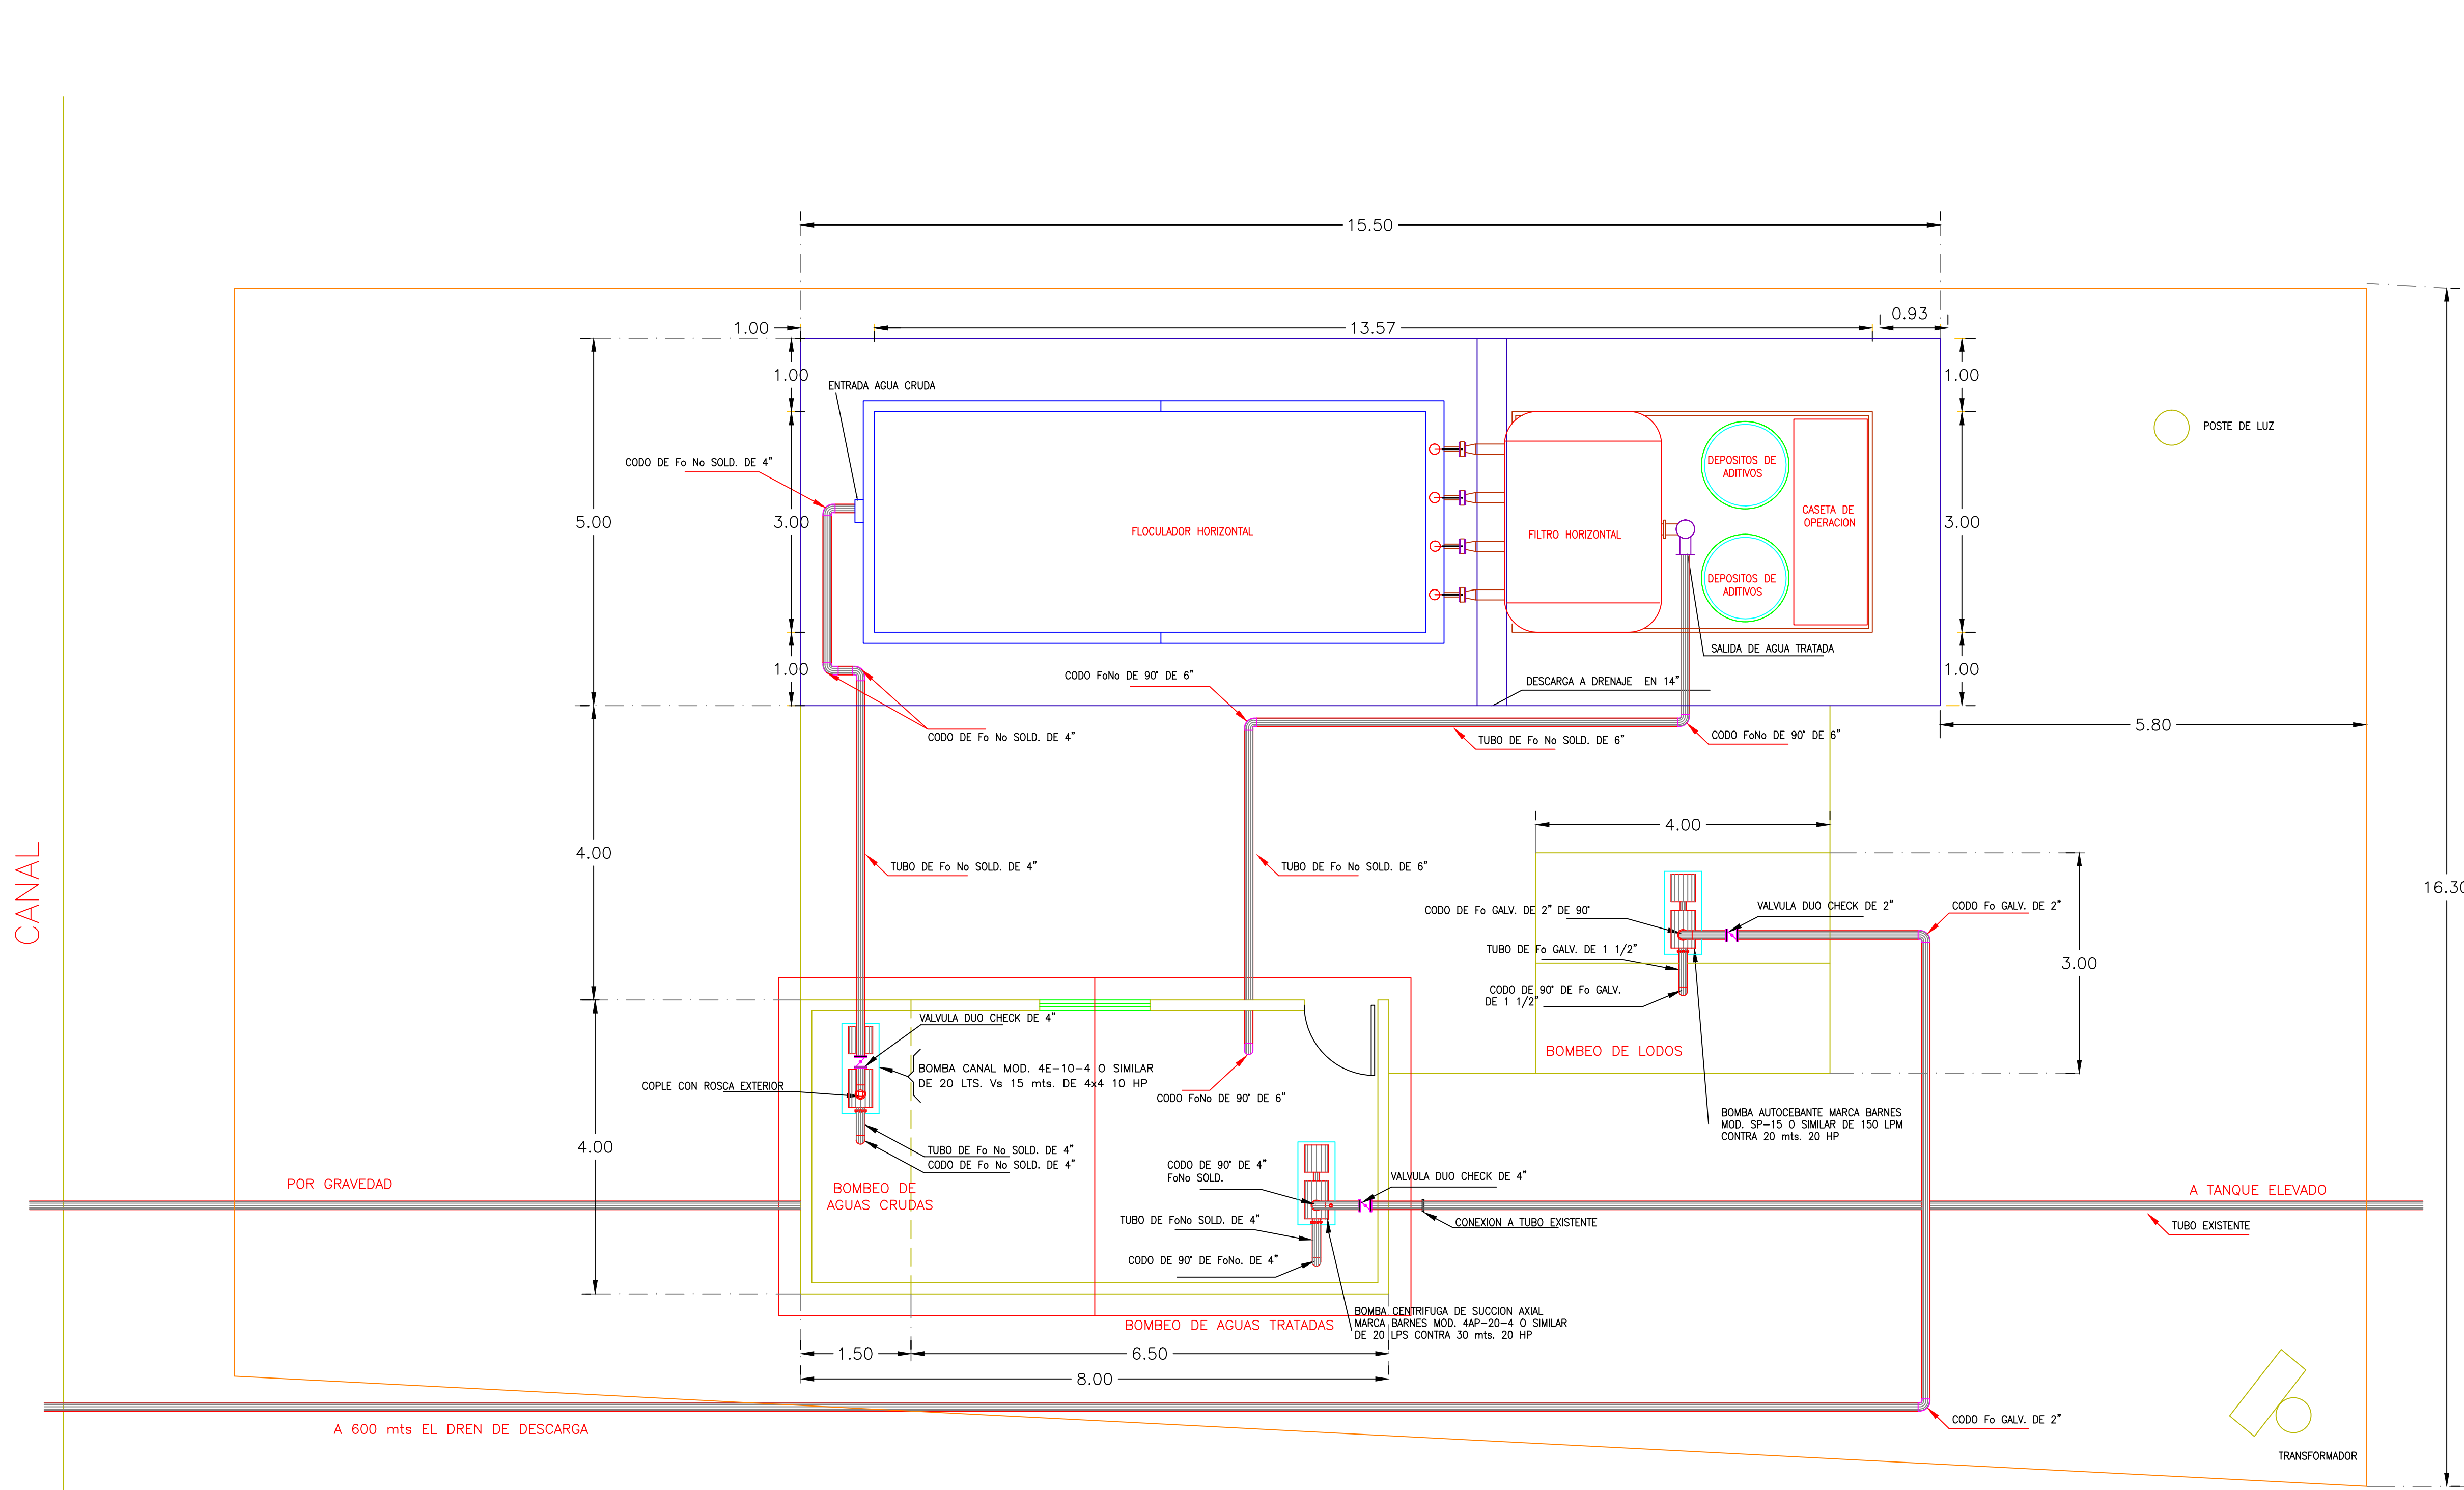 15.50
1.00
13.57
0.93
1.00
1.00
ENTRADA AGUA CRUDA
POSTE DE LUZ
CODO DE Fo No SOLD. DE 4"
DEPOSITOS DE
ADITIVOS
5.00
3.00
FLOCULADOR HORIZONTAL
FILTRO HORIZONTAL
CASETA DE
OPERACION
3.00
DEPOSITOS DE
ADITIVOS
SALIDA DE AGUA TRATADA
1.00
1.00
CODO FoNo DE 90° DE 6"
DESCARGA A DRENAJE EN 14"
CODO DE Fo No SOLD. DE 4"
TUBO DE Fo No SOLD. DE 6"
CODO FoNo DE 90° DE 6"
5.80
4.00
4.00
TUBO DE Fo No SOLD. DE 4"
TUBO DE Fo No SOLD. DE 6"
CANAL
16.30
CODO DE Fo GALV. DE 2" DE 90°
VALVULA DUO CHECK DE 2"
CODO Fo GALV. DE 2"
TUBO DE Fo GALV. DE 1 1/2"
3.00
CODO DE 90° DE Fo GALV.
DE 1 1/2"
VALVULA DUO CHECK DE 4"
BOMBEO DE LODOS
BOMBA CANAL MOD. 4E-10-4 O SIMILAR
DE 20 LTS. Vs 15 mts. DE 4x4 10 HP
COPLE CON ROSCA EXTERIOR
CODO FoNo DE 90° DE 6"
BOMBA AUTOCEBANTE MARCA BARNES
MOD. SP-15 O SIMILAR DE 150 LPM
CONTRA 20 mts. 20 HP
4.00
TUBO DE Fo No SOLD. DE 4"
CODO DE Fo No SOLD. DE 4"
CODO DE 90° DE 4"
FoNo SOLD.
VALVULA DUO CHECK DE 4"
POR GRAVEDAD
BOMBEO DE
AGUAS CRUDAS
A TANQUE ELEVADO
TUBO DE FoNo SOLD. DE 4"
CONEXION A TUBO EXISTENTE
TUBO EXISTENTE
CODO DE 90° DE FoNo. DE 4"
BOMBEO DE AGUAS TRATADAS
BOMBA CENTRIFUGA DE SUCCION AXIAL
MARCA BARNES MOD. 4AP-20-4 O SIMILAR
DE 20 LPS CONTRA 30 mts. 20 HP
1.50
6.50
8.00
A 600 mts EL DREN DE DESCARGA
CODO Fo GALV. DE 2"
TRANSFORMADOR